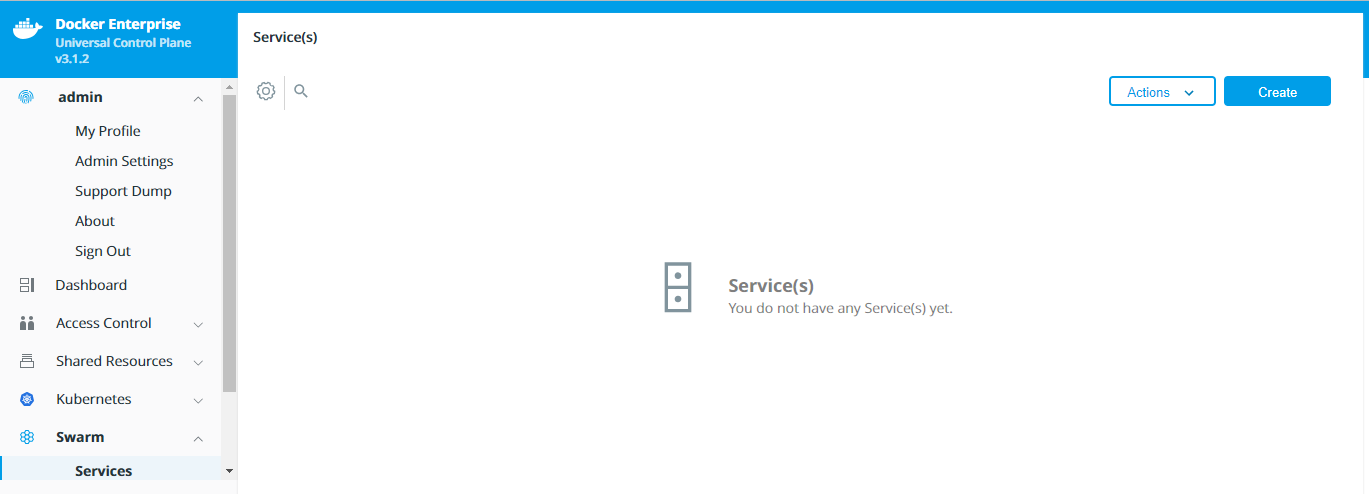 Docker Enterprise
Universal Control Plane
v3.1.2
admin
My Profile
Admin Settings
Support Dump
About
Sign Out
Dashboard
Access Control
Shared Resources
Kubernetes
Swarm
Services
Service(s)
Actions
Create
Service(s)
You do not have any Service(s) yet.